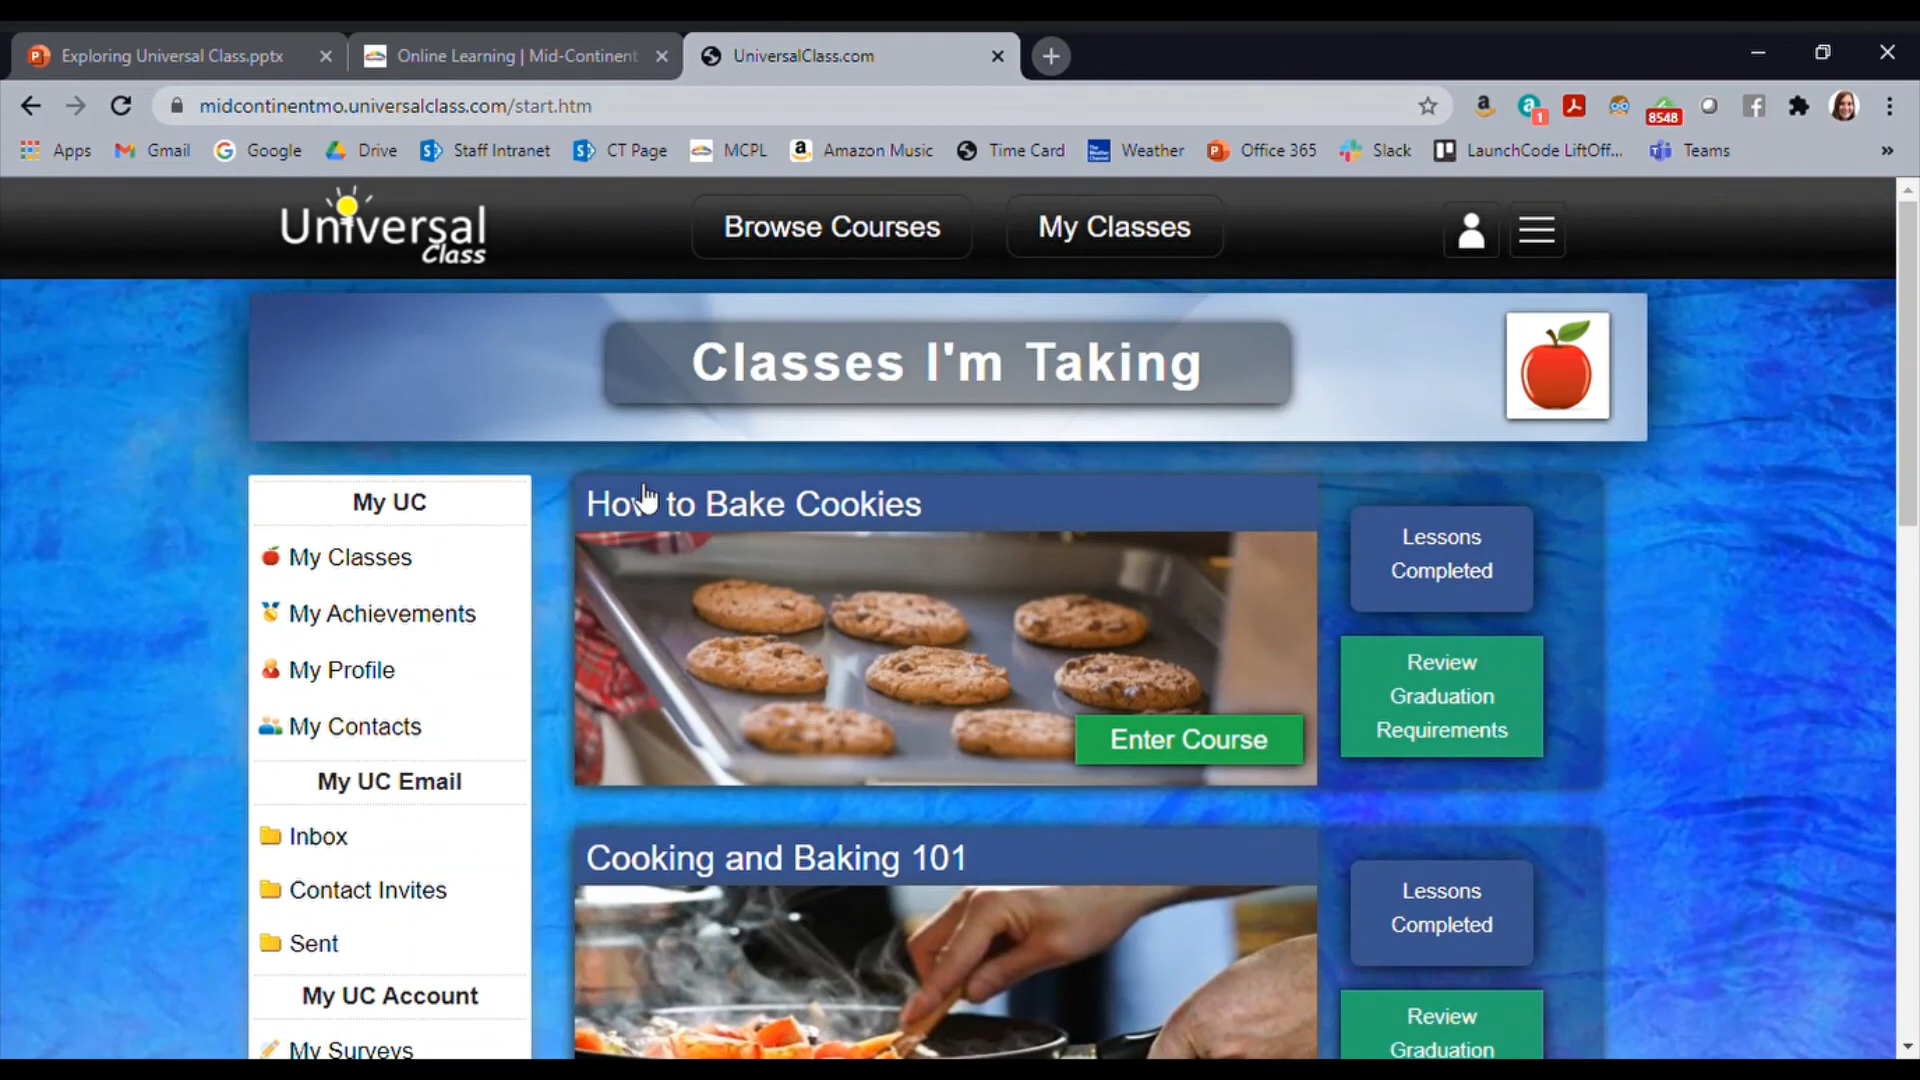 Exploring Universal Class.pptx
Online Learning | Mid-Continent
UniversalClass.com
midcontinentmo.universalclass.com/start.htm
1
8548
Apps
Gmail
Google
Drive
Staff Intranet
CT Page
MCPL
Amazon Music
Time Card
Weather
Office 365
Slack
LaunchCode LiftOff...
Teams
»
Universal
Class
Browse Courses
My Classes
Classes I'm Taking
My UC
My Classes
My Achievements
My Profile
My Contacts
My UC Email
Inbox
Contact Invites
Sent
My UC Account
My Surveys
How to Bake Cookies
Enter Course
Lessons
Completed
Review
Graduation
Requirements
Cooking and Baking 101
Lessons
Completed
Review
Graduation